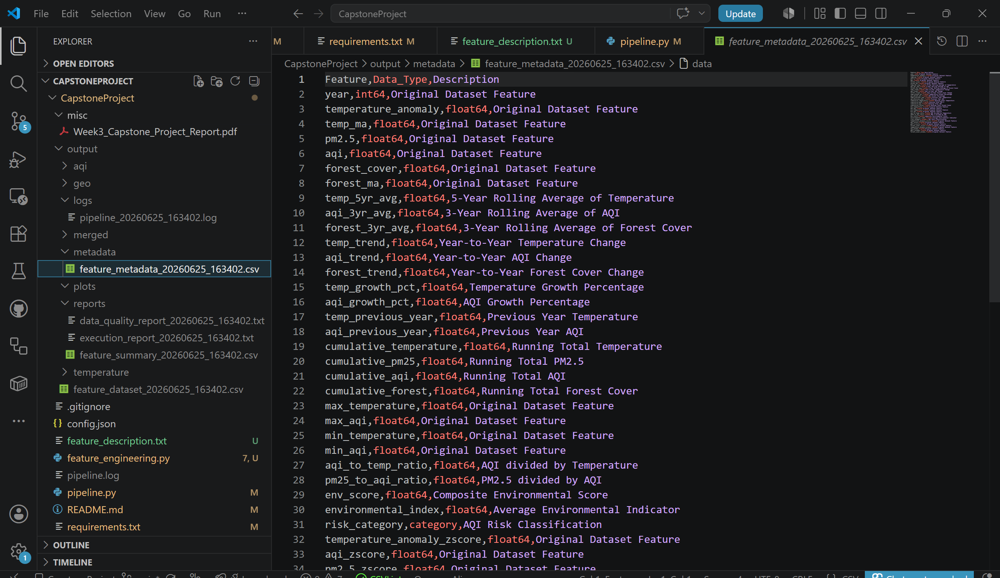 File Edit Selection View Go Run
CapstoneProject
Update
EXPLORER
OPEN EDITORS
CAPSTONEPROJECT
CapstoneProject
misc
Week3_Capstone_Project_Report.pdf
output
aqi
geo
logs
pipeline_20260625_163402.log
merged
metadata
feature_metadata_20260625_163402.csv
plots
reports
data_quality_report_20260625_163402.txt
execution_report_20260625_163402.txt
feature_summary_20260625_163402.csv
temperature
feature_dataset_20260625_163402.csv
.gitignore
config.json
feature_description.txt U
feature_engineering.py 7, U
pipeline.log
pipeline.py M
README.md M
requirements.txt M
OUTLINE
TIMELINE
5
1
M requirements.txt M feature_description.txt U pipeline.py M feature_metadata_20260625_163402.csv
CapstoneProject > output > metadata > feature_metadata_20260625_163402.csv > data
1 Feature,Data_Type,Description
2 year,int64,Original Dataset Feature
3 temperature_anomaly,float64,Original Dataset Feature
4 temp_ma,float64,Original Dataset Feature
5 pm2.5,float64,Original Dataset Feature
6 aqi,float64,Original Dataset Feature
7 forest_cover,float64,Original Dataset Feature
8 forest_ma,float64,Original Dataset Feature
9 temp_5yr_avg,float64,5-Year Rolling Average of Temperature
10 aqi_3yr_avg,float64,3-Year Rolling Average of AQI
11 forest_3yr_avg,float64,3-Year Rolling Average of Forest Cover
12 temp_trend,float64,Year-to-Year Temperature Change
13 aqi_trend,float64,Year-to-Year AQI Change
14 forest_trend,float64,Year-to-Year Forest Cover Change
15 temp_growth_pct,float64,Temperature Growth Percentage
16 aqi_growth_pct,float64,AQI Growth Percentage
17 temp_previous_year,float64,Previous Year Temperature
18 aqi_previous_year,float64,Previous Year AQI
19 cumulative_temperature,float64,Running Total Temperature
20 cumulative_pm25,float64,Running Total PM2.5
21 cumulative_aqi,float64,Running Total AQI
22 cumulative_forest,float64,Running Total Forest Cover
23 max_temperature,float64,Original Dataset Feature
24 max_aqi,float64,Original Dataset Feature
25 min_temperature,float64,Original Dataset Feature
26 min_aqi,float64,Original Dataset Feature
27 aqi_to_temp_ratio,float64,AQI divided by Temperature
28 pm25_to_aqi_ratio,float64,PM2.5 divided by AQI
29 env_score,float64,Composite Environmental Score
30 environmental_index,float64,Average Environmental Indicator
31 risk_category,category,AQI Risk Classification
32 temperature_anomaly_zscore,float64,Original Dataset Feature
33 aqi_zscore,float64,Original Dataset Feature
34 pm2.5_zscore,float64,Original Dataset Feature